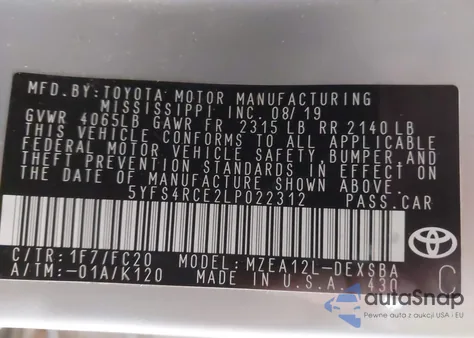 MFD.BY:TOYOTA MOTOR MANUFACTURING
MISSISSIPPI INC. 08/19
GVWR 4065LB GAWR FR 2315 LB RR 2140LB
THIS VEHICLE CONFORMS TO ALL APPLICABLE
FEDERAL MOTOR VEHICLE SAFETY, BUMPER AND
THEFT PREVENTION STANDARDS IN EFFECT ON
THE DATE OF MANUFACTURE SHOWN ABOVE.
5YFS4RCE2LP022312 PASS.CAR
C/TR: 1F7/FC20 MODEL: MZEA12L-DEXSBA
A/TM: -01A/K120 MADE IN U.S.A. 430
TOYOTA
C
autoSnap
Pewne auta z aukcji USA i EU